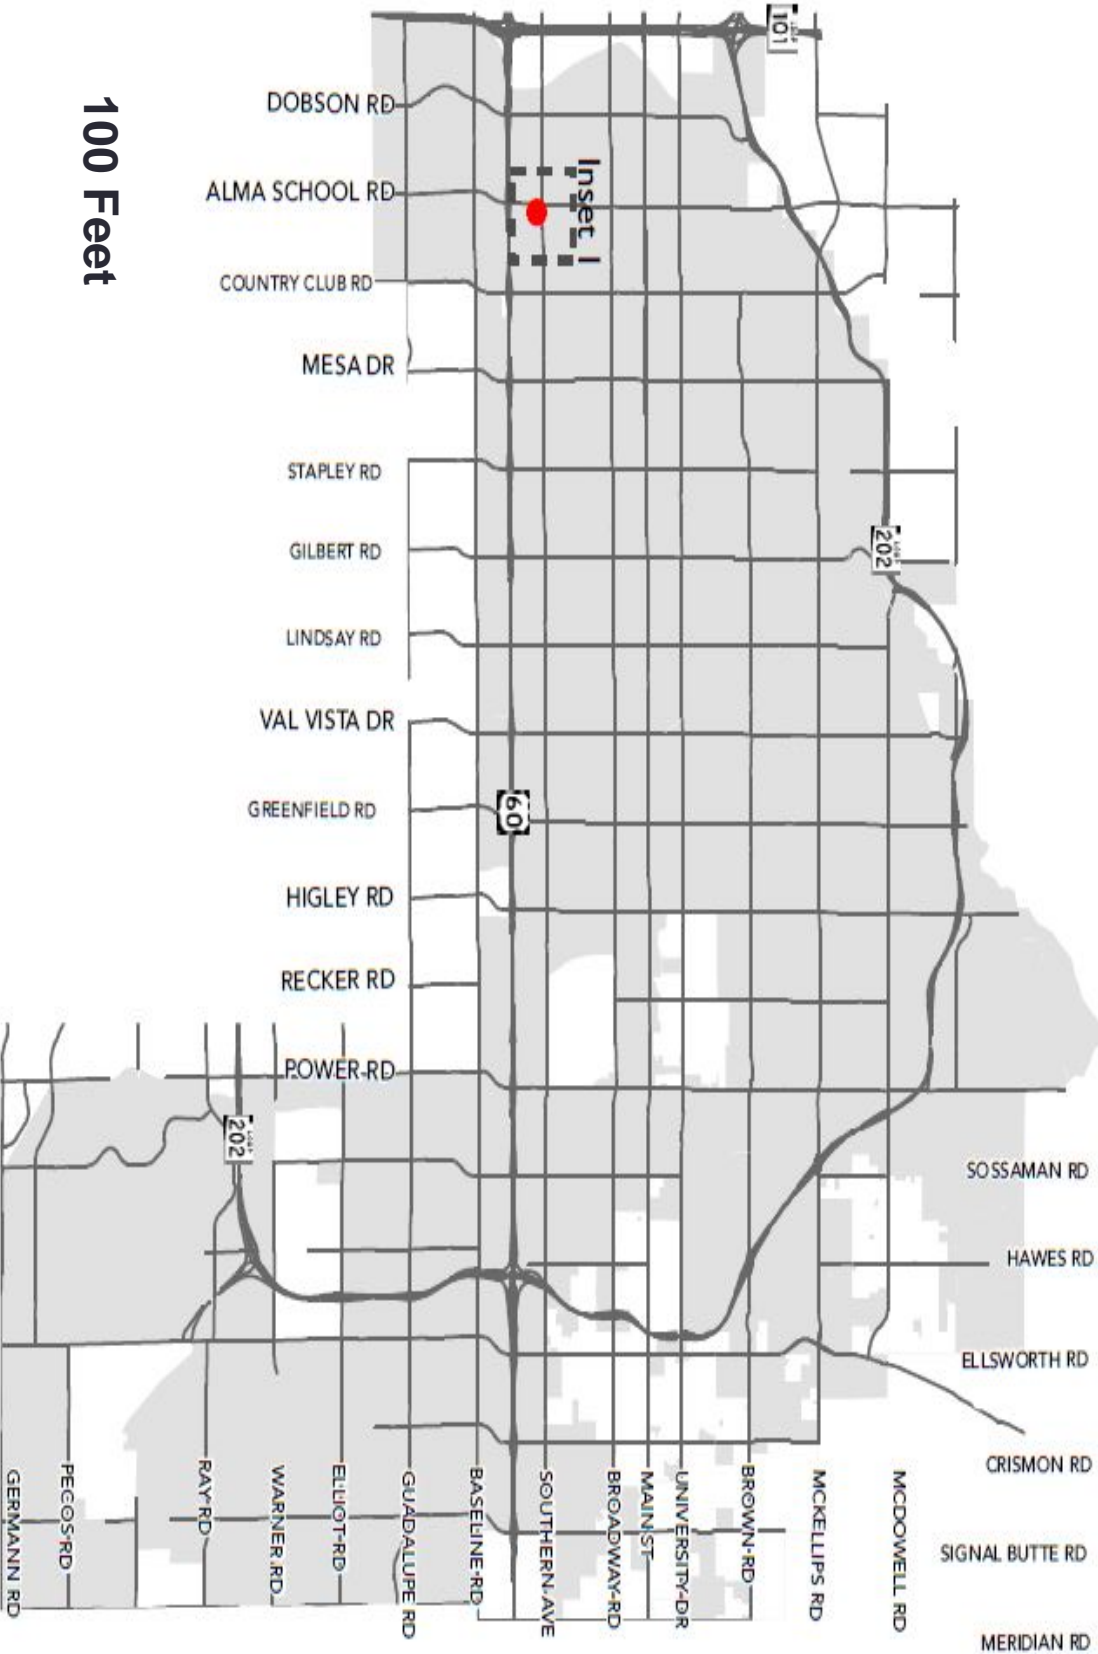 LOOP
101
DOBSON RD
100 Feet
Inset I
ALMA SCHOOL RD
COUNTRY CLUB RD
MESA DR
STAPLEY RD
LOOP
202
GILBERT RD
LINDSAY RD
VAL VISTA DR
60
GREENFIELD RD
HIGLEY RD
RECKER RD
POWER RD
LOOP
202
SOSSAMAN RD
HAWES RD
ELLSWORTH RD
CRISMON RD
SIGNAL BUTTE RD
MERIDIAN RD
GERMANN RD
PECOS RD
RAY RD
WARNER RD
ELLIOT RD
GUADALUPE RD
BASELINE RD
SOUTHERN AVE
BROADWAY RD
MAIN ST
UNIVERSITY DR
BROWN RD
MCKELLIPS RD
MCDOWELL RD